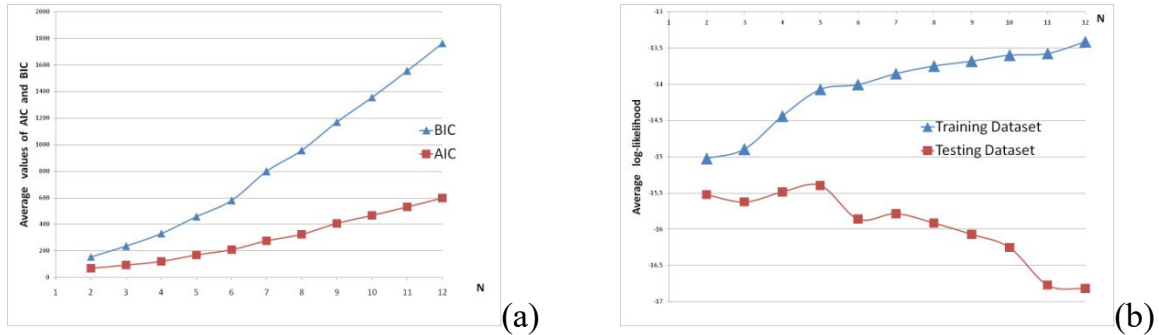 2000
1800
1600
1400
1200
1000
800
600
400
200
0
Average values of AIC and BIC
BIC
AIC
1 2 3 4 5 6 7 8 9 10 11 12 N
(a)
1 2 3 4 5 6 7 8 9 10 11 12 N
-13
-13.5
-14
-14.5
-15
-15.5
-16
-16.5
-17
Average log-likelihood
Training Dataset
Testing Dataset
(b)